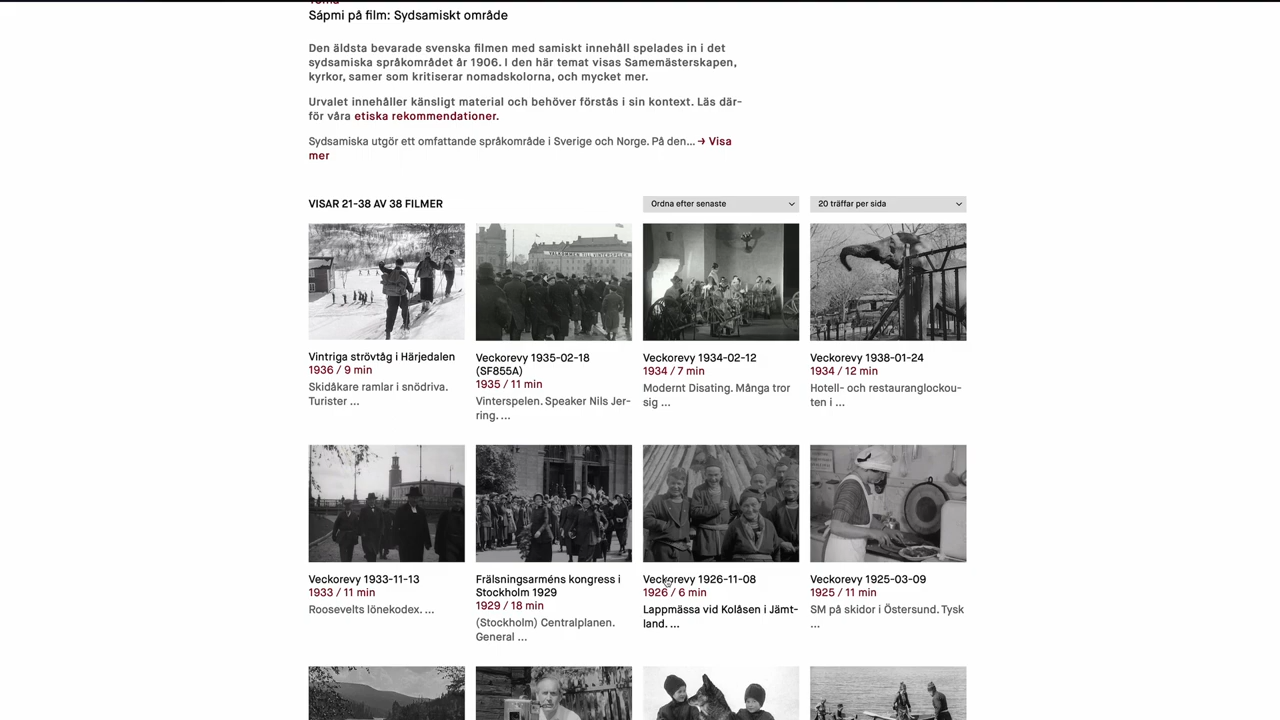 Tema
Sápmi på film: Sydsamiskt område
Den äldsta bevarade svenska filmen med samiskt innehåll spelades in i det
sydsamiska språkområdet år 1906. I den här temat visas Samemästerskapen,
kyrkor, samer som kritiserar nomadskolorna, och mycket mer.
Urvalet innehåller känsligt material och behöver förstås i sin kontext. Läs där-
för våra etiska rekommendationer.
Sydsamiska utgör ett omfattande språkområde i Sverige och Norge. På den... → Visa
mer
VISAR 21-38 AV 38 FILMER
Ordna efter senaste
20 träffar per sida
VÄLKOMMEN TILL VINTERSPELEN
Vintriga strövtåg i Härjedalen
1936 / 9 min
Skidåkare ramlar i snödriva.
Turister ...
Veckorevy 1935-02-18
(SF855A)
1935 / 11 min
Vinterspelen. Speaker Nils Jer-
ring. ...
Veckorevy 1934-02-12
1934 / 7 min
Modernt Disating. Många tror
sig ...
Veckorevy 1938-01-24
1934 / 12 min
Hotell- och restauranglockou-
ten i ...
Veckorevy 1933-11-13
1933 / 11 min
Roosevelts lönekodex. ...
Frälsningsarméns kongress i
Stockholm 1929
1929 / 18 min
(Stockholm) Centralplanen.
General ...
Veckorevy 1926-11-08
1926 / 6 min
Lappmässa vid Kolåsen i Jämt-
land. ...
Veckorevy 1925-03-09
1925 / 11 min
SM på skidor i Östersund. Tysk
...